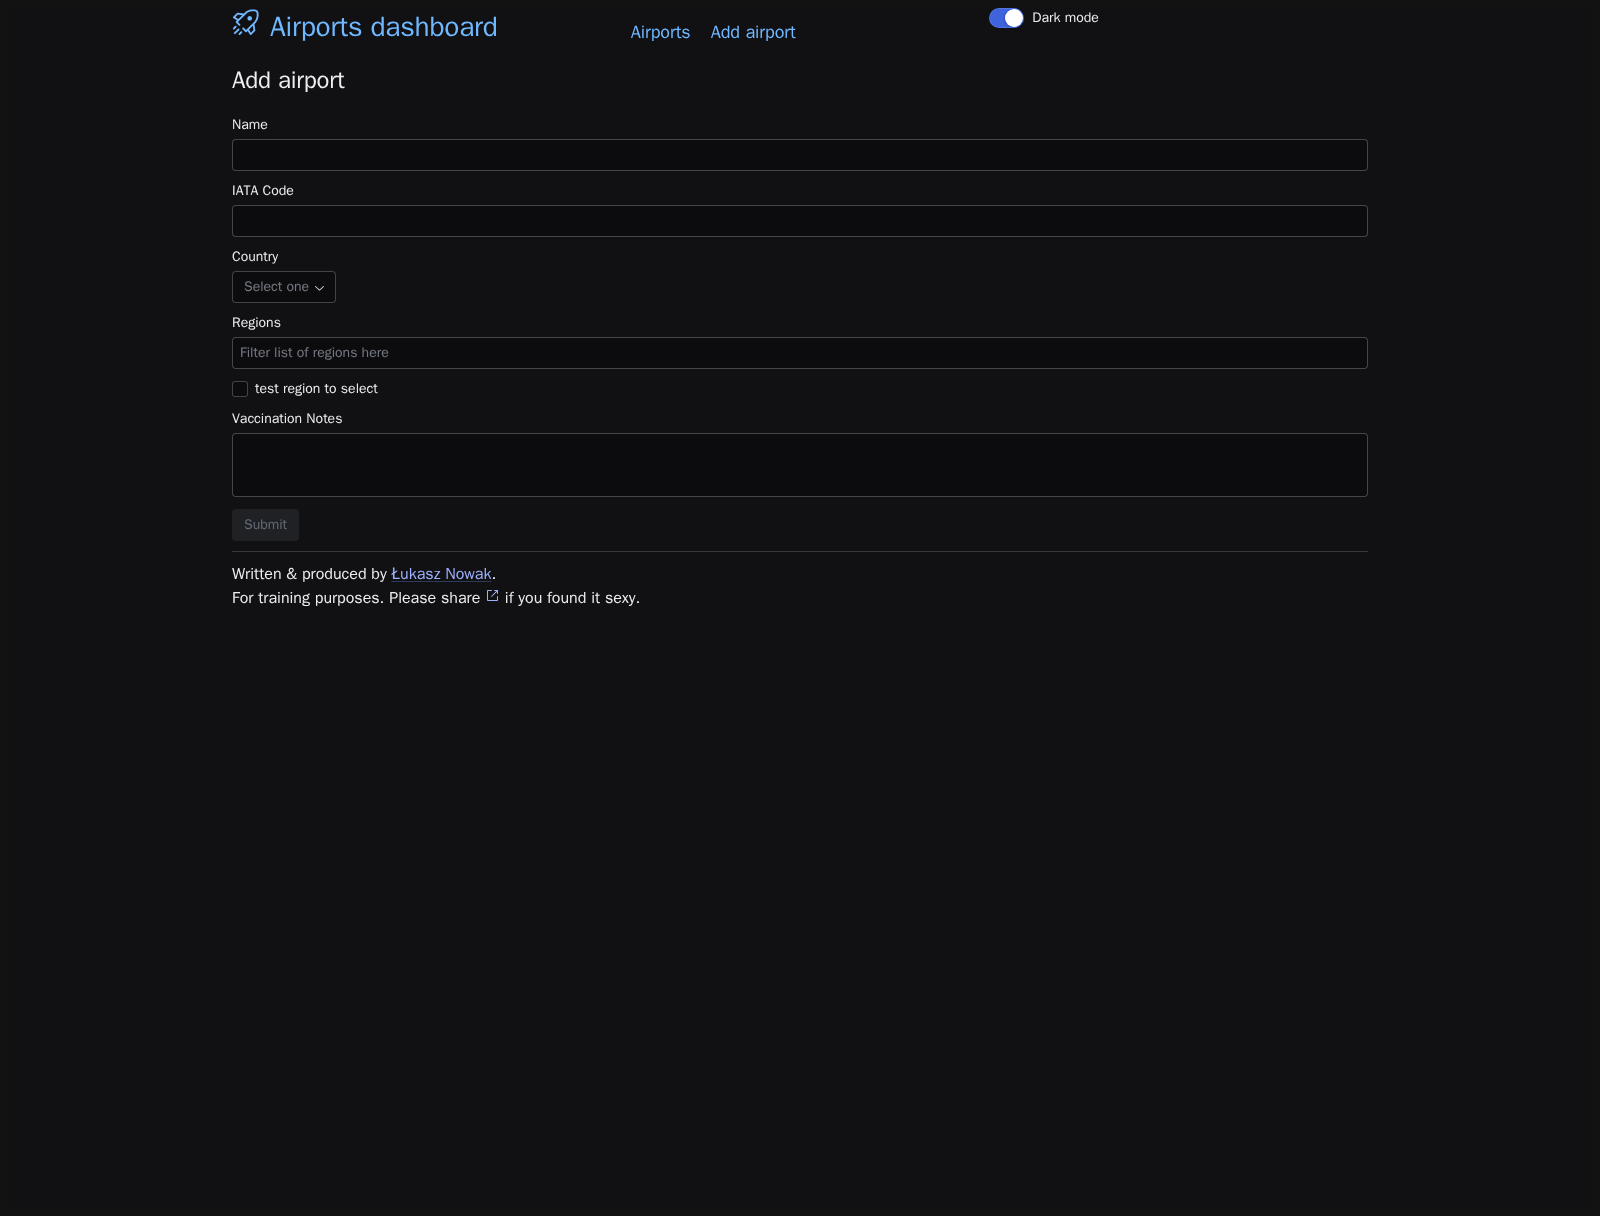 Airports dashboard
Airports
Add airport
Dark mode
Add airport
Name
IATA Code
Country
Select one
Regions
Filter list of regions here
test region to select
Vaccination Notes
Submit
Written & produced by Łukasz Nowak.
For training purposes. Please share if you found it sexy.